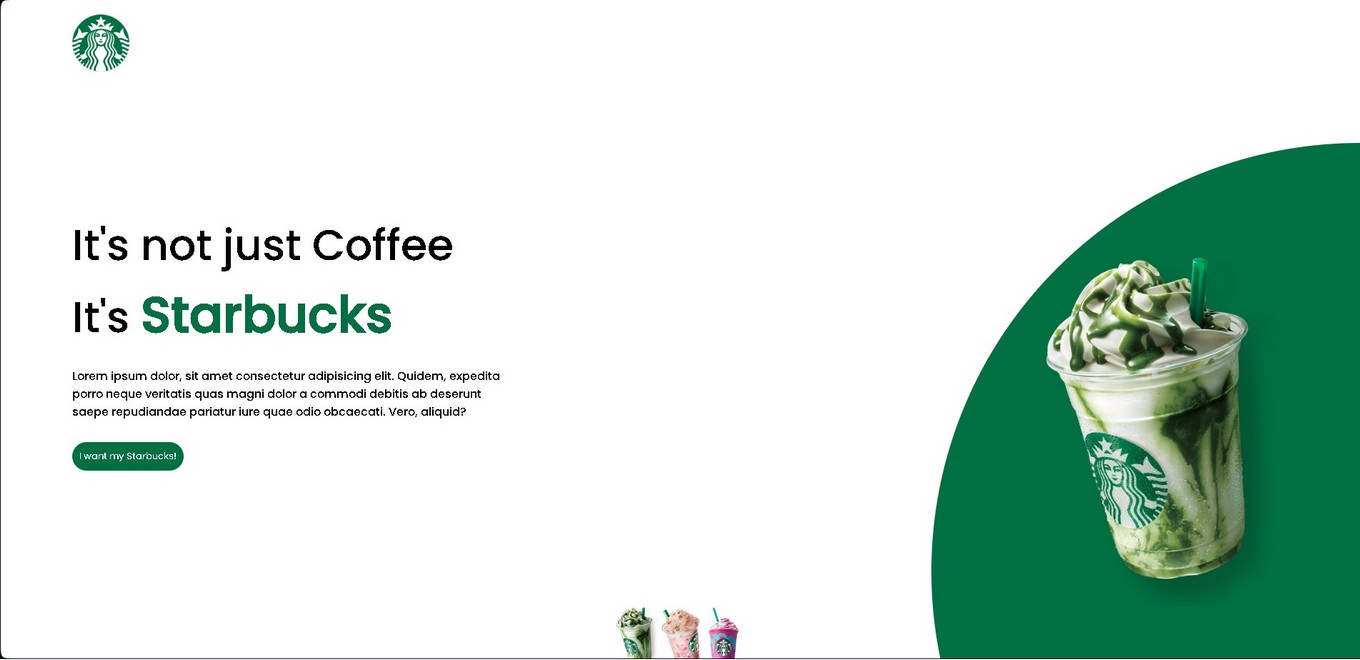 It's not just Coffee
It's Starbucks
Lorem ipsum dolor, sit amet consectetur adipisicing elit. Quidem, expedita
porro neque veritatis quas magni dolor a commodi debitis ab deserunt
saepe repudiandae pariatur iure quae odio obcaecati. Vero, aliquid?
I want my Starbucks!